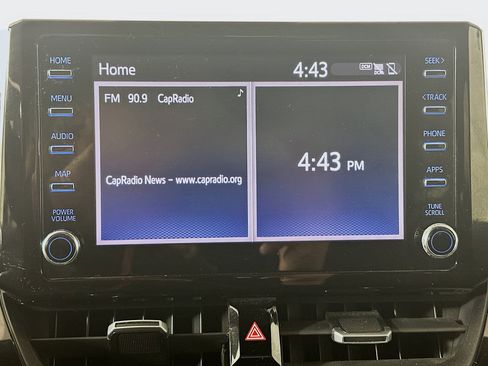 HOME
MENU
AUDIO
MAP
POWER
VOLUME
Home
4:43
DCM
FM 90.9 CapRadio
CapRadio News – www.capradio.org
4:43 PM
SEEK>
<TRACK
PHONE
APPS
TUNE
SCROLL